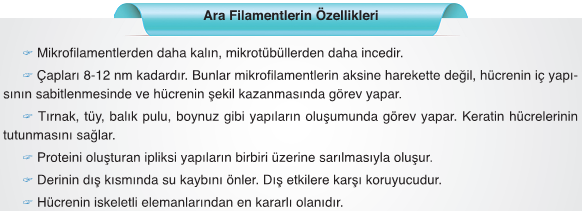 Ara Filamentlerin Özellikleri
☞ Mikrofilamentlerden daha kalın, mikrotübüllerden daha incedir.
☞ Çapları 8-12 nm kadardır. Bunlar mikrofilamentlerin aksine harekette değil, hücrenin iç yapı-
sının sabitlenmesinde ve hücrenin şekil kazanmasında görev yapar.
☞ Tırnak, tüy, balık pulu, boynuz gibi yapıların oluşumunda görev yapar. Keratin hücrelerinin
tutunmasını sağlar.
☞ Proteini oluşturan ipliksi yapıların birbiri üzerine sarılmasıyla oluşur.
☞ Derinin dış kısmında su kaybını önler. Dış etkilere karşı koruyucudur.
☞ Hücrenin iskeletli elemanlarından en kararlı olanıdır.